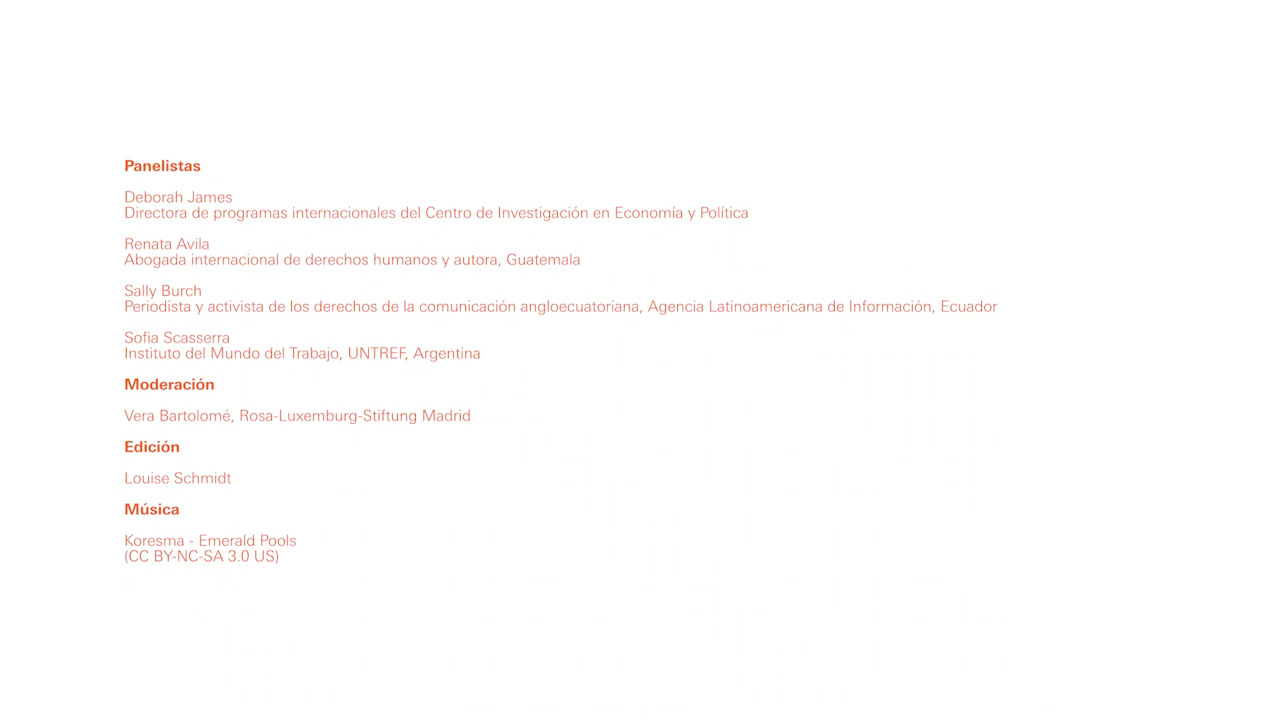 Panelistas
Deborah James
Directora de programas internacionales del Centro de Investigación en Economía y Política
Renata Avila
Abogada internacional de derechos humanos y autora, Guatemala
Sally Burch
Periodista y activista de los derechos de la comunicación angloecuatoriana, Agencia Latinoamericana de Información, Ecuador
Sofia Scasserra
Instituto del Mundo del Trabajo, UNTREF, Argentina
Moderación
Vera Bartolomé, Rosa-Luxemburg-Stiftung Madrid
Edición
Louise Schmidt
Música
Koresma - Emerald Pools
(CC BY-NC-SA 3.0 US)